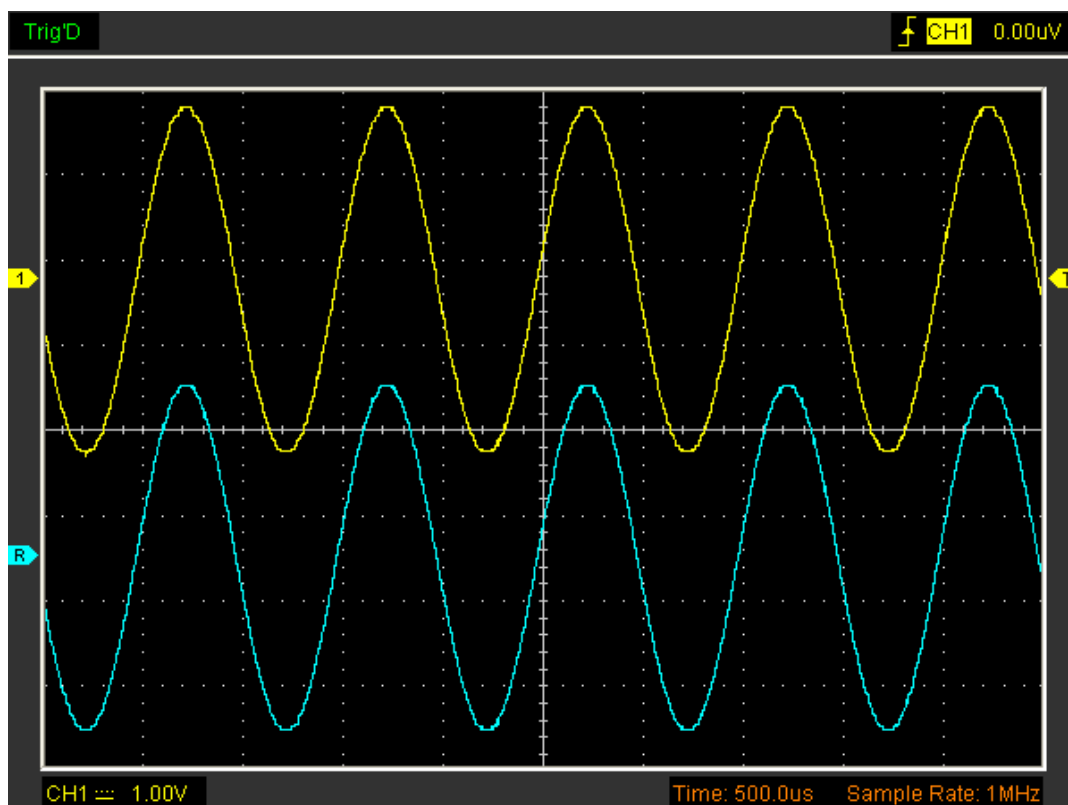 Trig'D
CH1 0.00uV
1
T
R
CH1 1.00V
Time: 500.0us Sample Rate: 1MHz